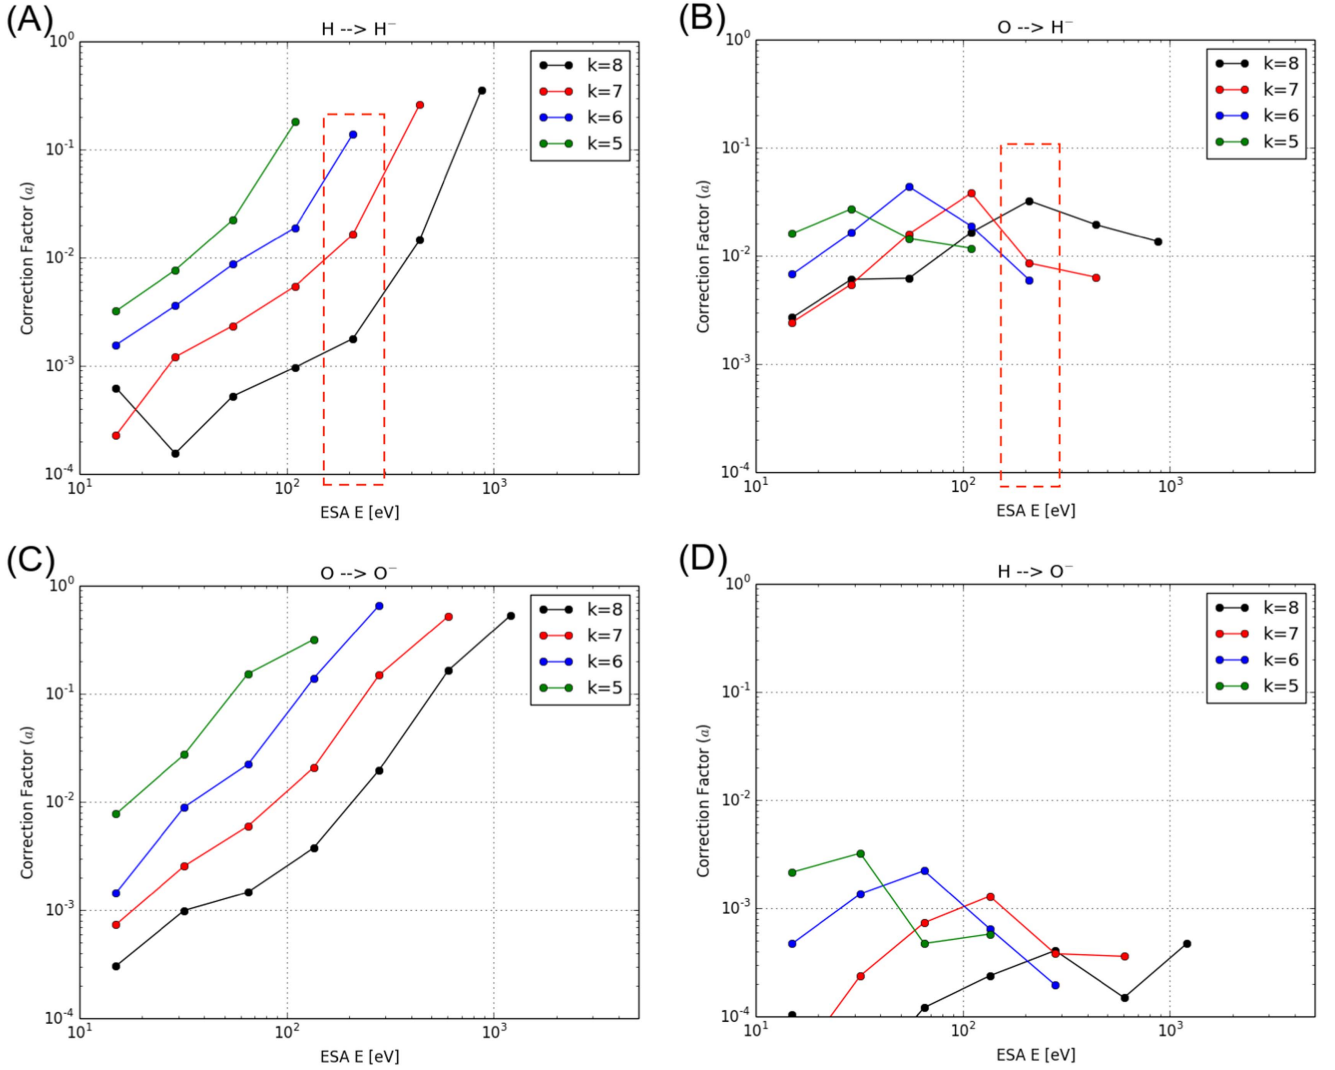 (A)
H --> H⁻
10⁰
10⁻¹
10⁻²
10⁻³
10⁻⁴
Correction Factor (a)
k=8
k=7
k=6
k=5
10¹
10²
10³
ESA E [eV]
(B)
O --> H⁻
10⁰
10⁻¹
10⁻²
10⁻³
10⁻⁴
Correction Factor (a)
k=8
k=7
k=6
k=5
10¹
10²
10³
ESA E [eV]
(C)
O --> O⁻
10⁰
10⁻¹
10⁻²
10⁻³
10⁻⁴
Correction Factor (a)
k=8
k=7
k=6
k=5
10¹
10²
10³
ESA E [eV]
(D)
H --> O⁻
10⁰
10⁻¹
10⁻²
10⁻³
10⁻⁴
Correction Factor (a)
k=8
k=7
k=6
k=5
10¹
10²
10³
ESA E [eV]